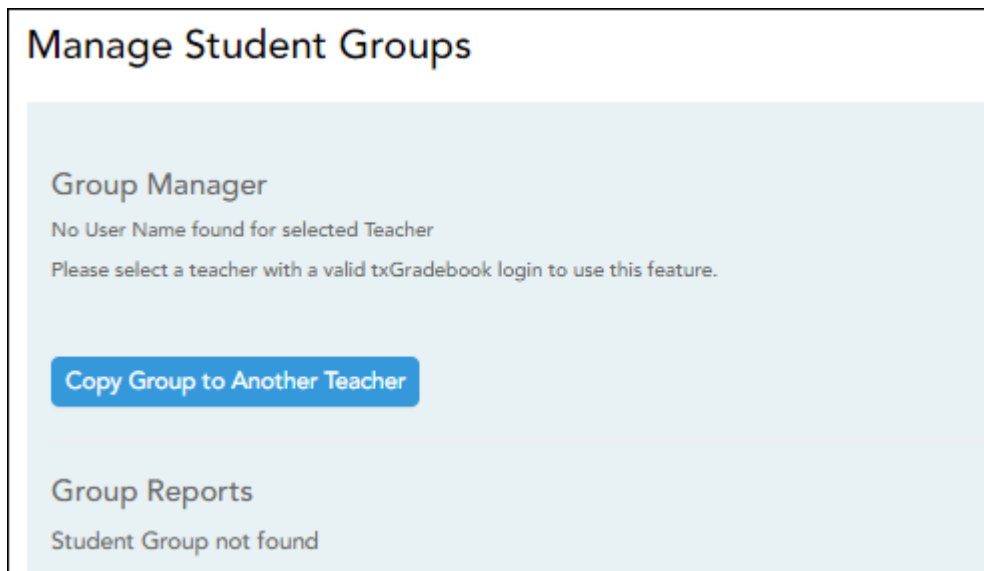 Manage Student Groups
Group Manager
No User Name found for selected Teacher
Please select a teacher with a valid txGradebook login to use this feature.
Copy Group to Another Teacher
Group Reports
Student Group not found